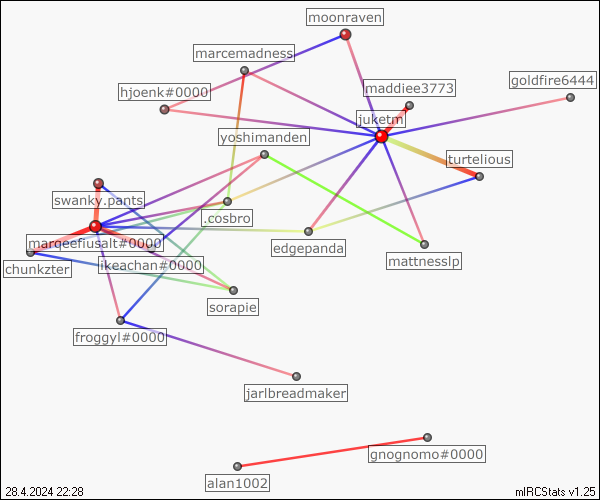 moonraven
marcemadness
goldfire6444
maddiee3773
hjoenk#0000
juketm
yoshimanden
turtelious
swanky.pants
.cosbro
marqeefiusalt#0000
edgepanda
mattnesslp
chunkzter
ikeachan#0000
sorapie
froggyl#0000
jarlbreadmaker
gnognomo#0000
alan1002
28.4.2024 22:28
mIRCStats v1.25